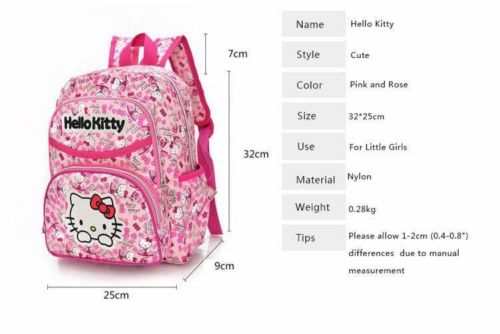 Name Hello Kitty
Style Cute
Color Pink and Rose
Size 32*25cm
Use For Little Girls
Material Nylon
Weight 0.28kg
Tips Please allow 1-2cm (0.4-0.8")
differences due to manual
measurement
7cm
32cm
9cm
25cm
Hello Kitty